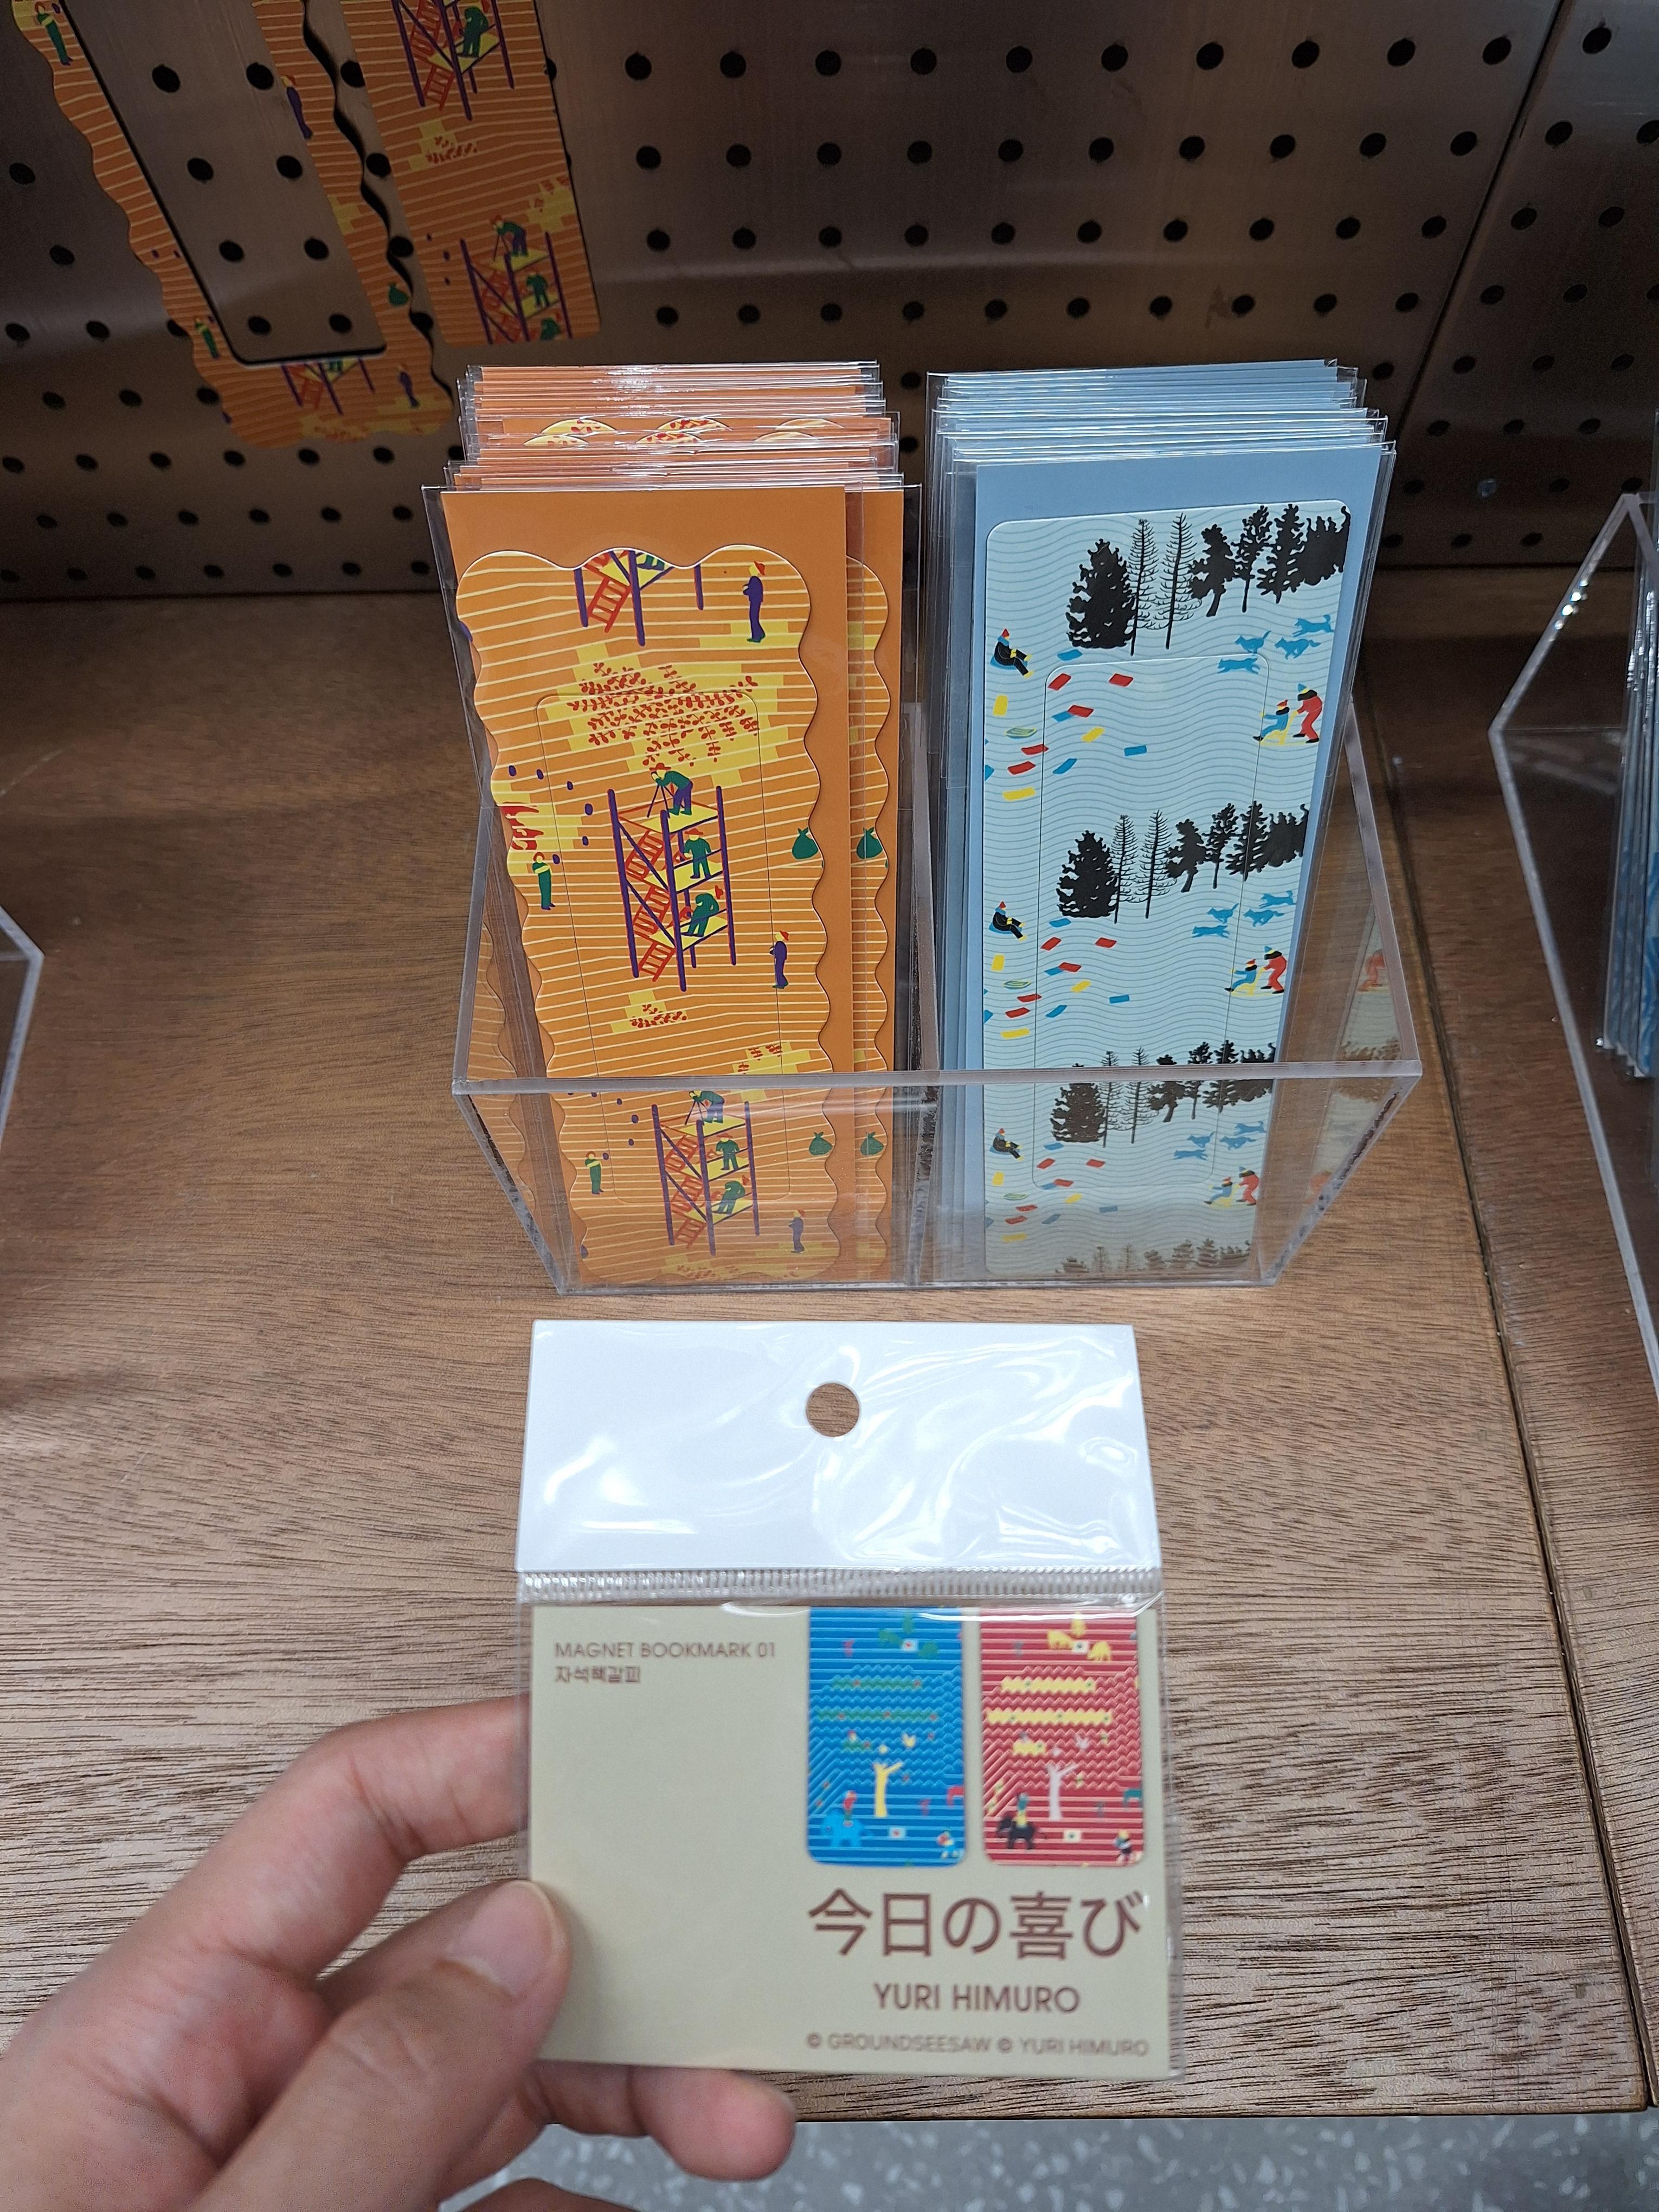 MAGNET BOOKMARK 01
자석책갈피
今日の喜び
YURI HIMURO
© GROUNDSEESAW © YURI HIMURO